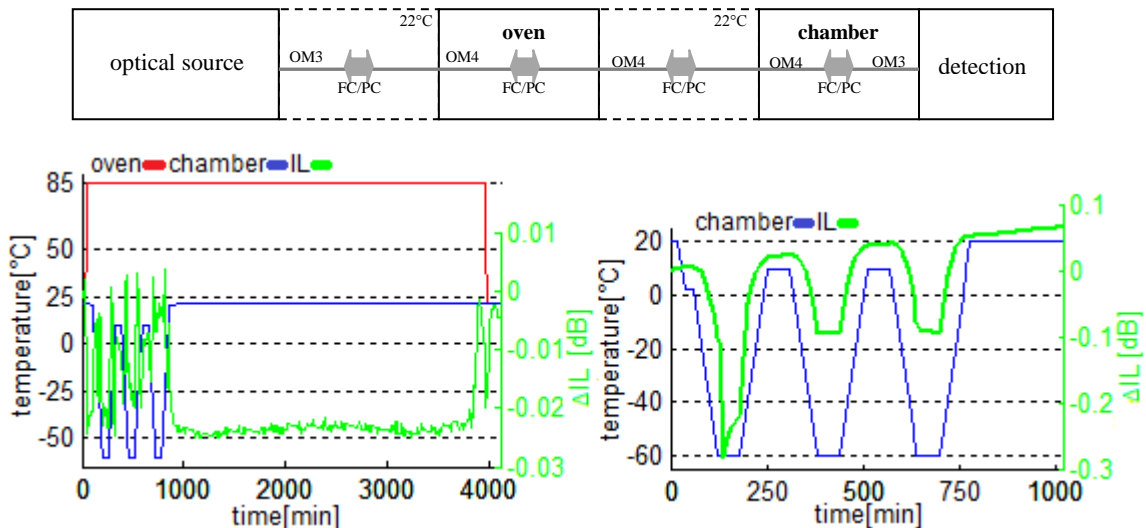 22°C
22°C
oven
chamber
optical source
OM3
OM4
OM4
OM4
OM3
detection
FC/PC
FC/PC
FC/PC
FC/PC
oven chamber IL
85
50
25
0
-25
-50
temperature[°C]
0.01
0
-0.01
-0.02
-0.03
ΔIL [dB]
0
1000
2000
3000
4000
time[min]
chamber IL
20
0
-20
-40
-60
temperature[°C]
0.1
0
-0.1
-0.2
-0.3
ΔIL [dB]
0
250
500
750
1000
time[min]